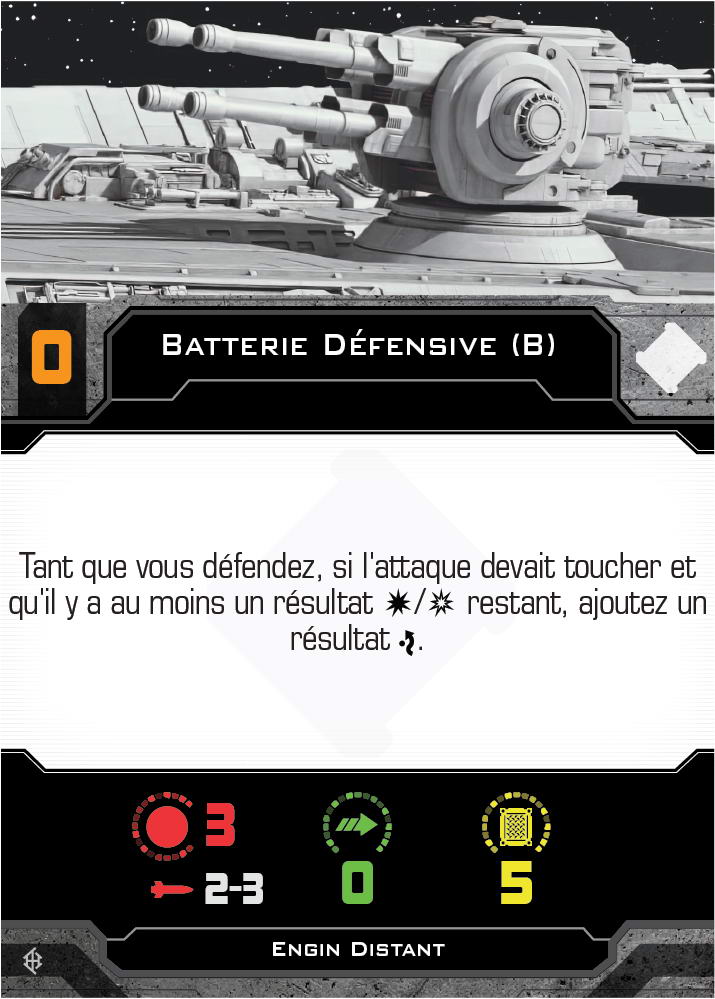 0
Batterie Défensive (B)
Tant que vous défendez, si l'attaque devait toucher et
qu'il y a au moins un résultat / restant, ajoutez un
résultat .
3
2-3
0
5
Engin Distant